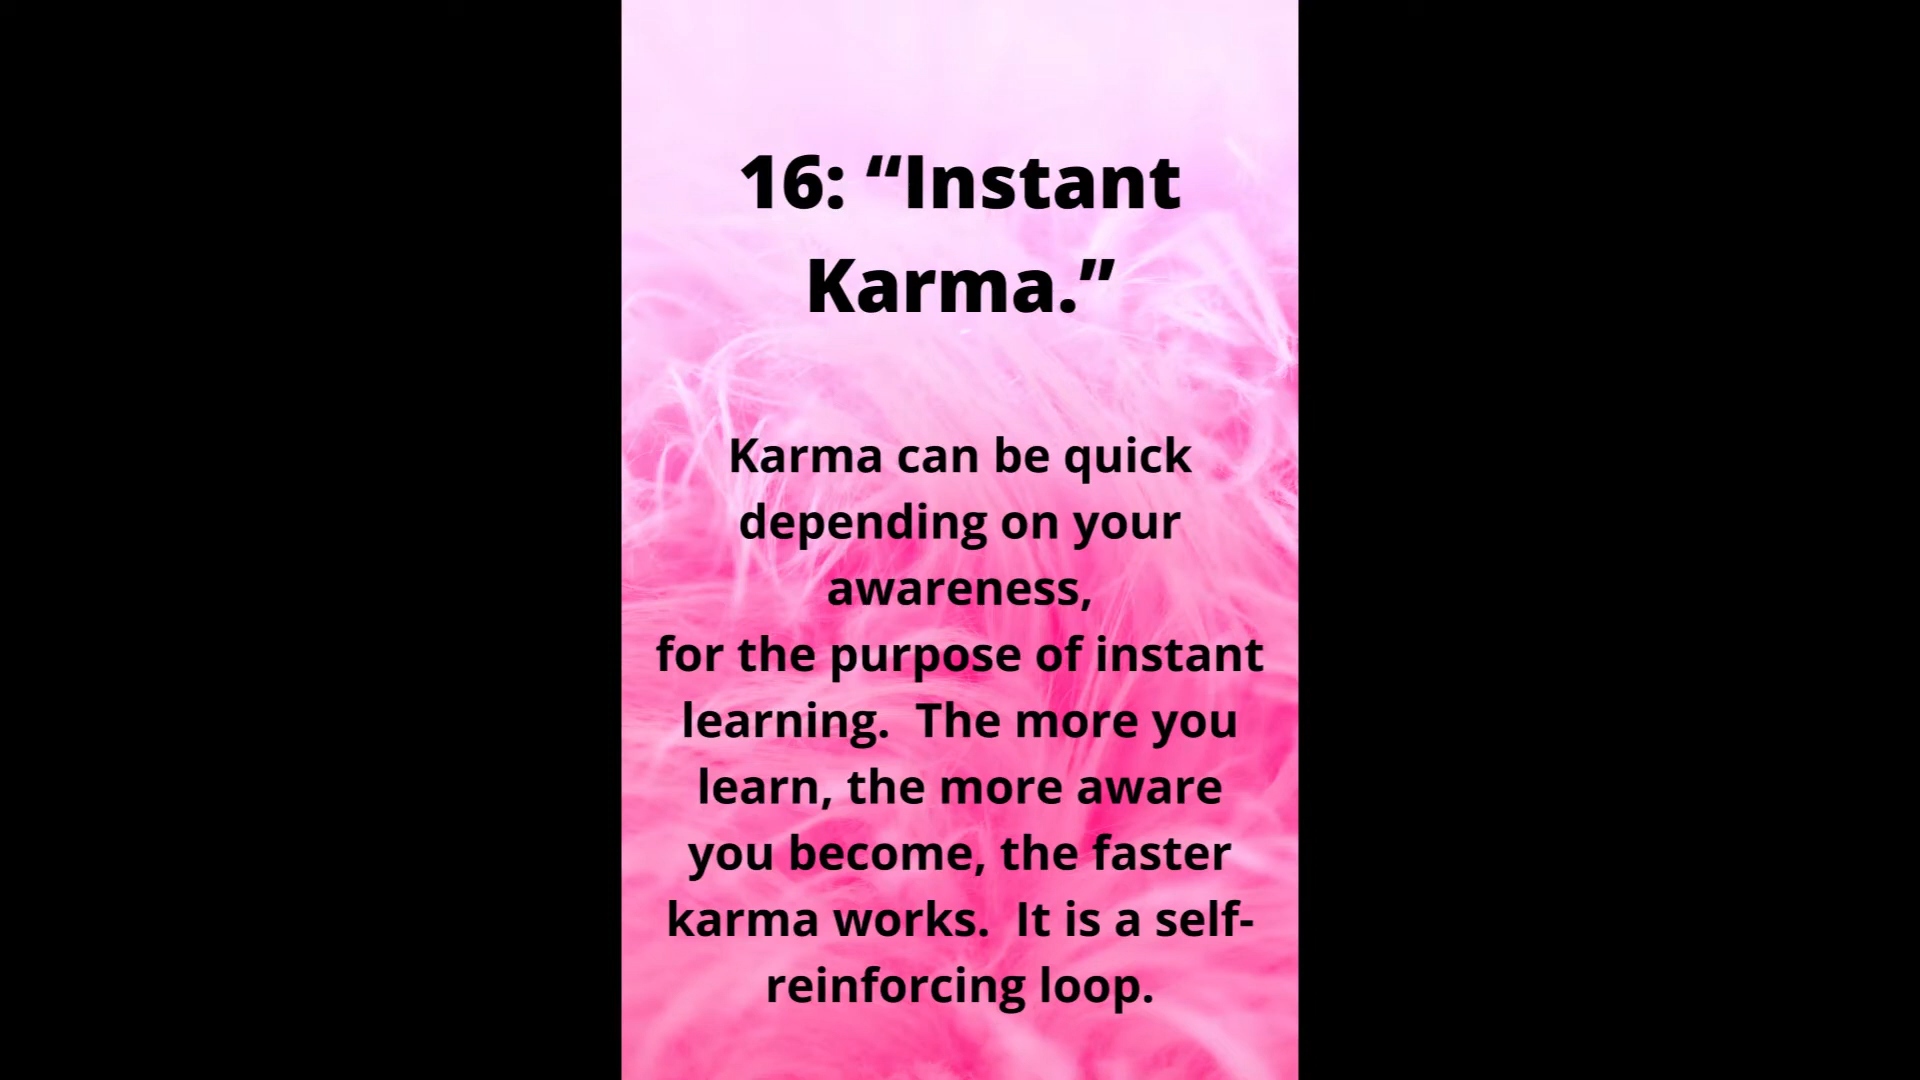 16: “Instant
Karma.”
Karma can be quick
depending on your
awareness,
for the purpose of instant
learning.  The more you
learn, the more aware
you become, the faster
karma works.  It is a self-
reinforcing loop.